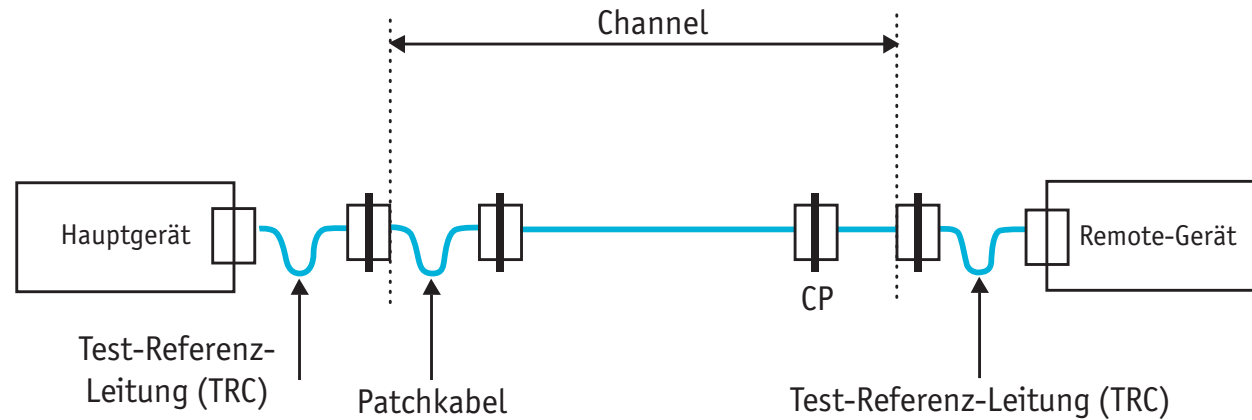 Channel
Hauptgerät
Remote-Gerät
CP
Test-Referenz-
Leitung (TRC)
Patchkabel
Test-Referenz-Leitung (TRC)